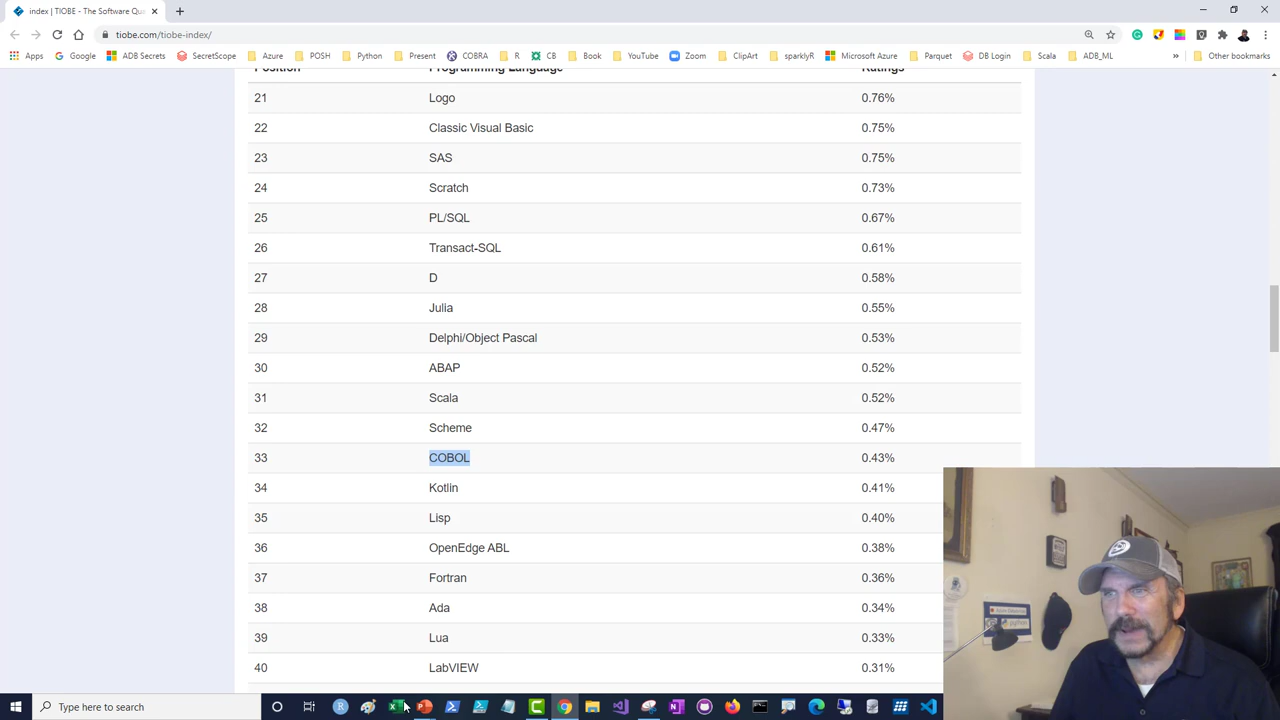 index | TIOBE - The Software Qua
tiobe.com/tiobe-index/
Apps Google ADB Secrets SecretScope Azure POSH Python Present COBRA R CB Book YouTube Zoom ClipArt sparklyR Microsoft Azure Parquet DB Login Scala ADB_ML » Other bookmarks
Position Programming Language Ratings
21 Logo 0.76%
22 Classic Visual Basic 0.75%
23 SAS 0.75%
24 Scratch 0.73%
25 PL/SQL 0.67%
26 Transact-SQL 0.61%
27 D 0.58%
28 Julia 0.55%
29 Delphi/Object Pascal 0.53%
30 ABAP 0.52%
31 Scala 0.52%
32 Scheme 0.47%
33 COBOL 0.43%
34 Kotlin 0.41%
35 Lisp 0.40%
36 OpenEdge ABL 0.38%
37 Fortran 0.36%
38 Ada 0.34%
39 Lua 0.33%
40 LabVIEW 0.31%
python
Type here to search